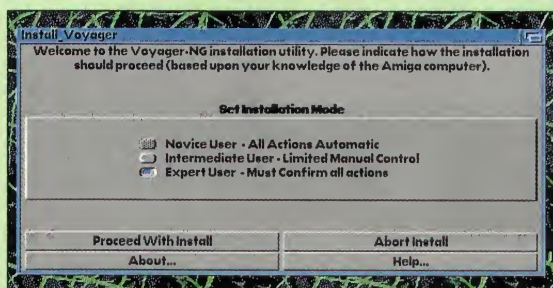 Install_Voyager
Welcome to the Voyager-NG installation utility. Please indicate how the installation
should proceed (based upon your knowledge of the Amiga computer).
Set Installation Mode
Novice User - All Actions Automatic
Intermediate User - Limited Manual Control
Expert User - Must Confirm all actions
Proceed With Install
Abort Install
About...
Help...